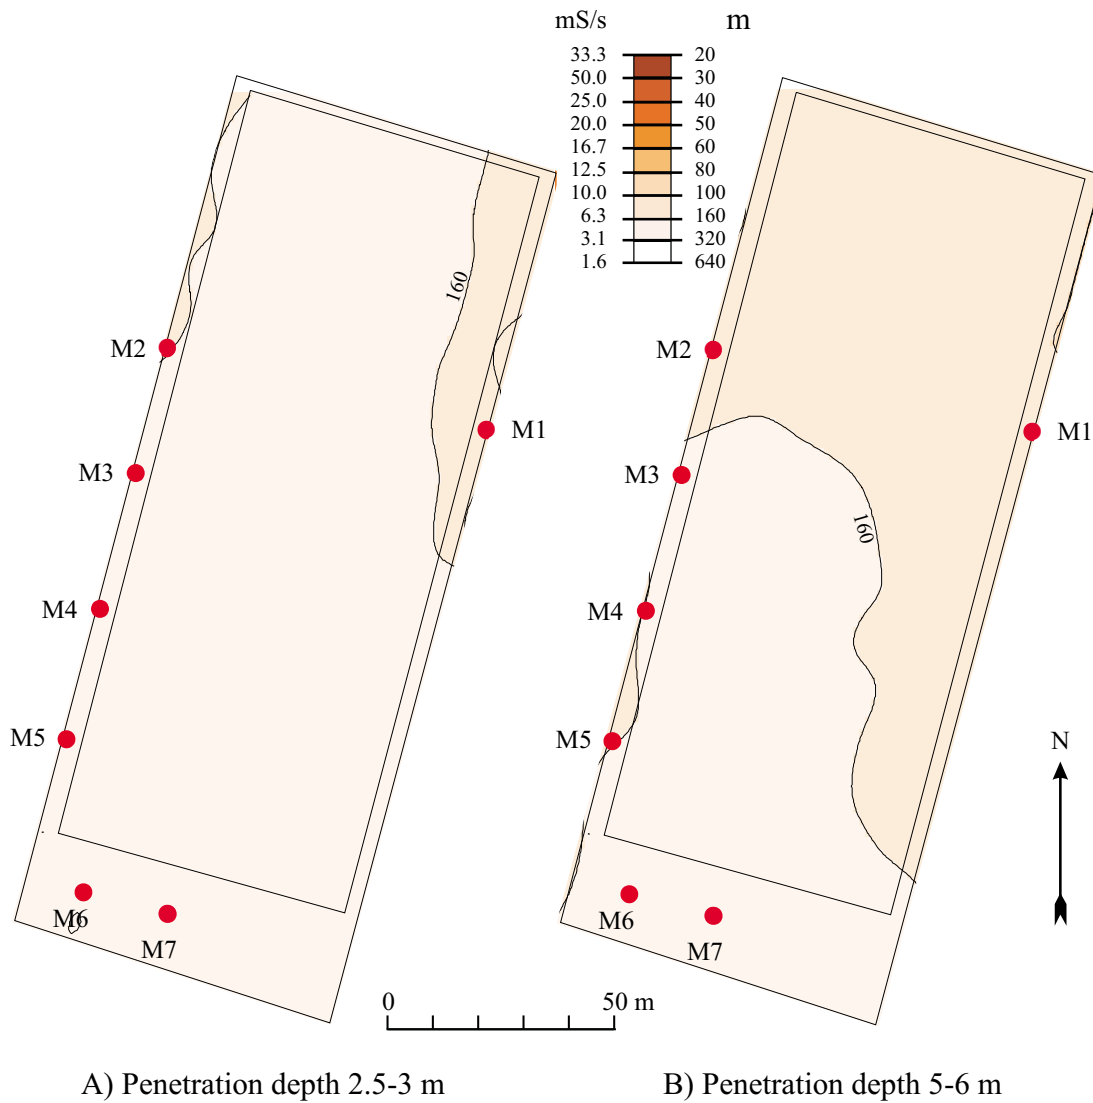 mS/s m
33.3 20
50.0 30
25.0 40
20.0 50
16.7 60
12.5 80
10.0 100
6.3 160
3.1 320
1.6 640
160
M2
M1
M3
M4
M5
M6
M7
M2
M1
M3
160
M4
M5
M6
M7
N
0 50 m
A) Penetration depth 2.5-3 m
B) Penetration depth 5-6 m